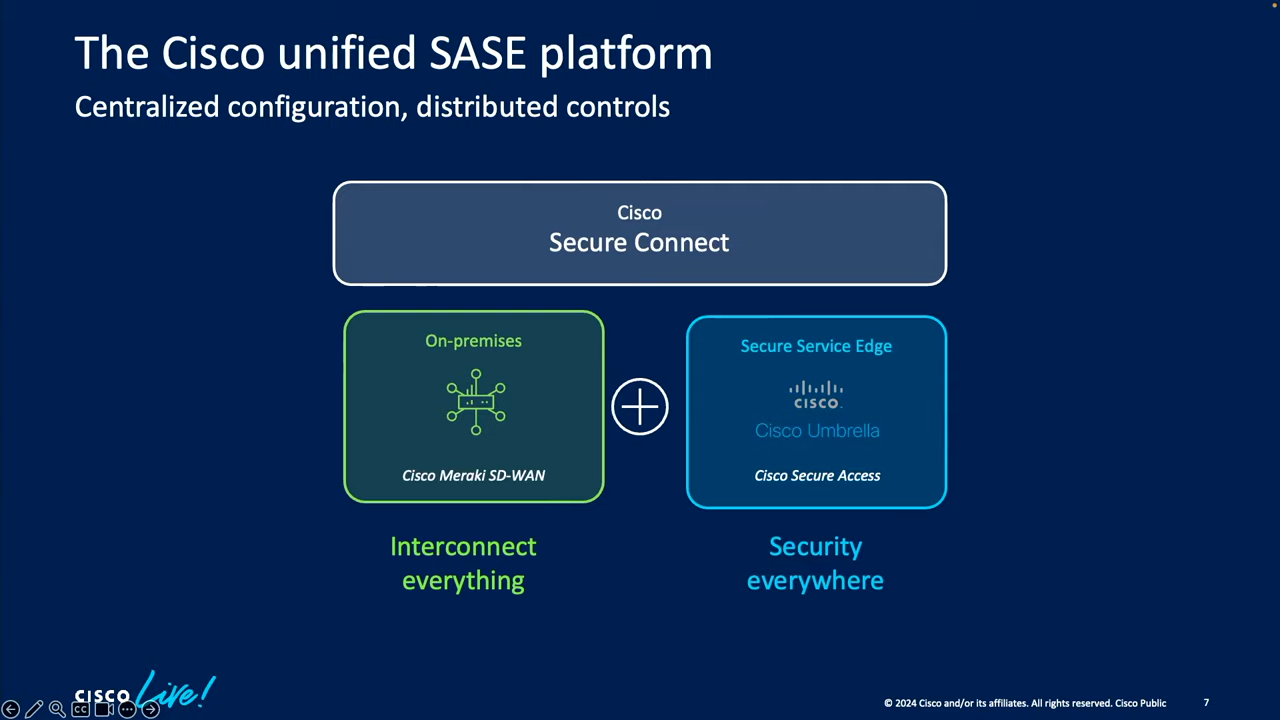 The Cisco unified SASE platform
Centralized configuration, distributed controls
Cisco
Secure Connect
On-premises
Cisco Meraki SD-WAN
Interconnect
everything
Secure Service Edge
CISCO.
Cisco Umbrella
Cisco Secure Access
Security
everywhere
CISCO Live!
CC
© 2024 Cisco and/or its affiliates. All rights reserved. Cisco Public
7